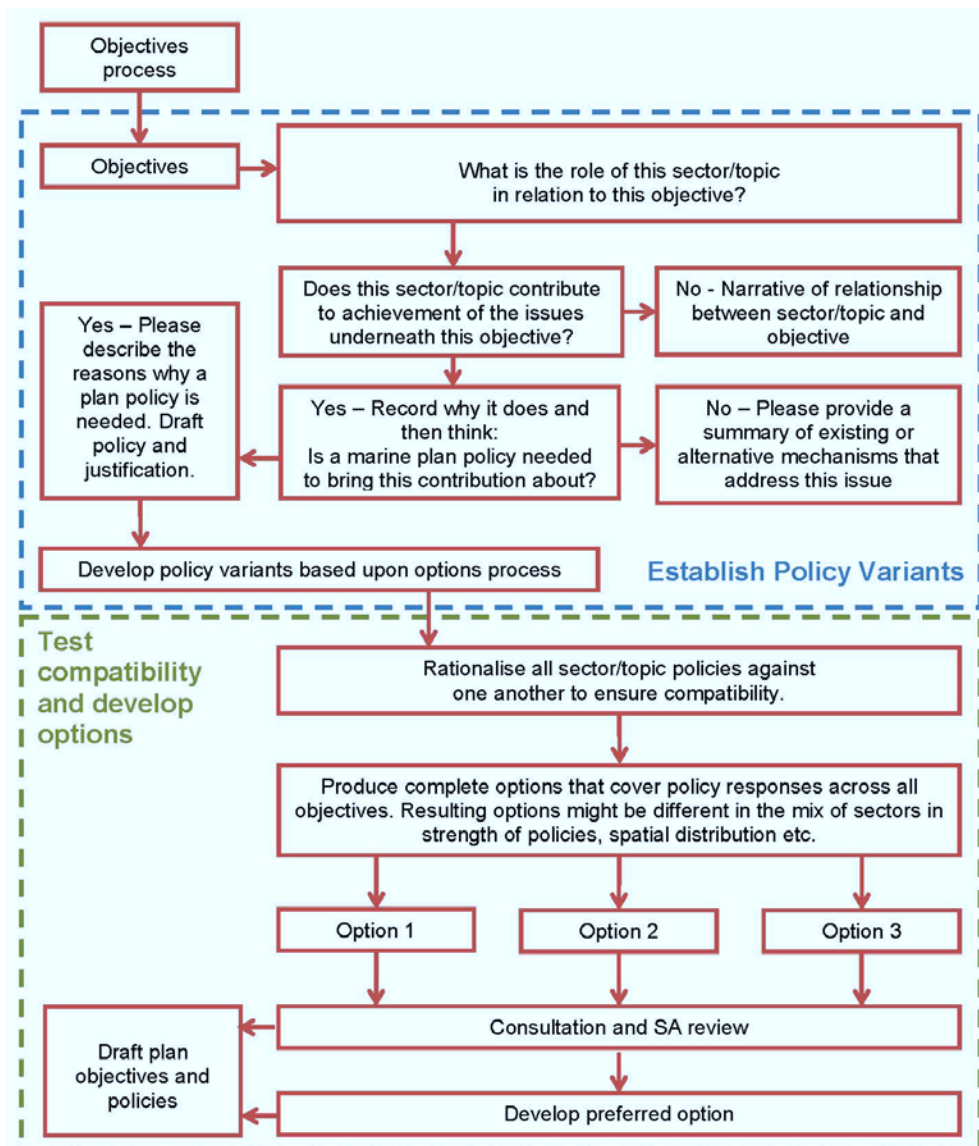 Objectives
process
Objectives
What is the role of this sector/topic
in relation to this objective?
Does this sector/topic contribute
to achievement of the issues
underneath this objective?
No - Narrative of relationship
between sector/topic and
objective
Yes – Please
describe the
reasons why a
plan policy is
needed. Draft
policy and
justification.
Yes – Record why it does and
then think:
Is a marine plan policy needed
to bring this contribution about?
No – Please provide a
summary of existing or
alternative mechanisms that
address this issue
Develop policy variants based upon options process
Establish Policy Variants
Test
compatibility
and develop
options
Rationalise all sector/topic policies against
one another to ensure compatibility.
Produce complete options that cover policy responses across all
objectives. Resulting options might be different in the mix of sectors in
strength of policies, spatial distribution etc.
Option 1
Option 2
Option 3
Consultation and SA review
Draft plan
objectives and
policies
Develop preferred option